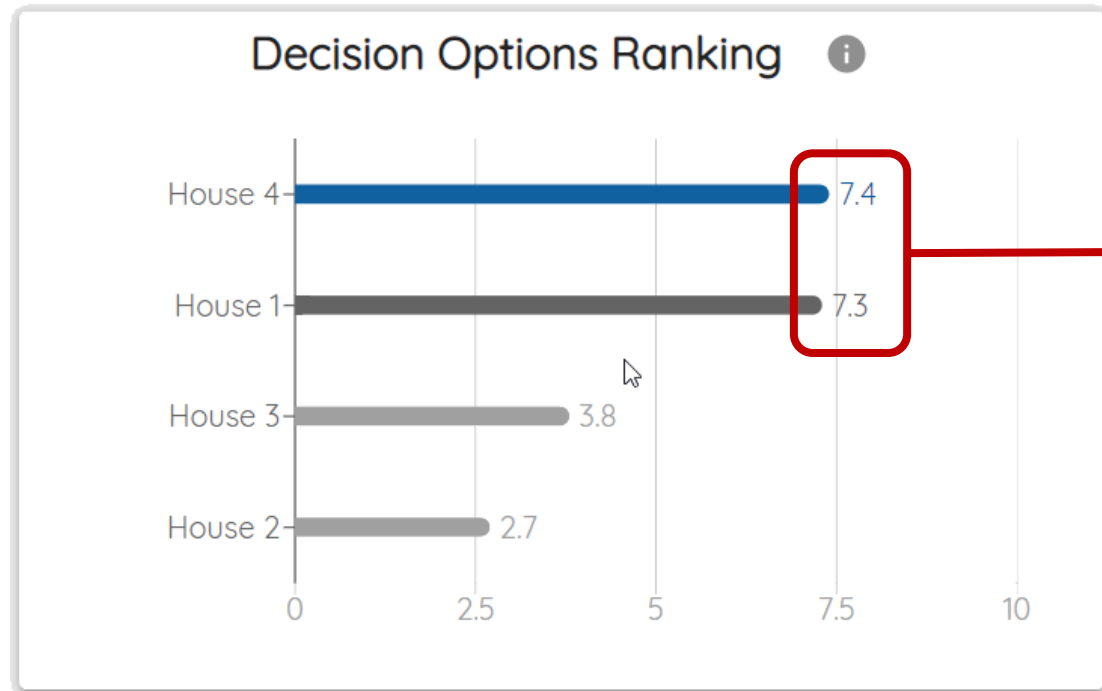 Decision Options Ranking i
House 4 7.4
House 1 7.3
House 3 3.8
House 2 2.7
0 2.5 5 7.5 10